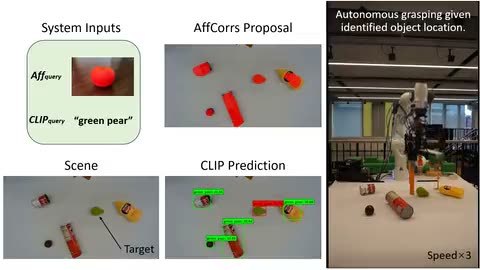 System Inputs
Aff query
CLIP query "green pear"
AffCorrs Proposal
Autonomous grasping given
identified object location.
Scene
Target
CLIP Prediction
Speed×3